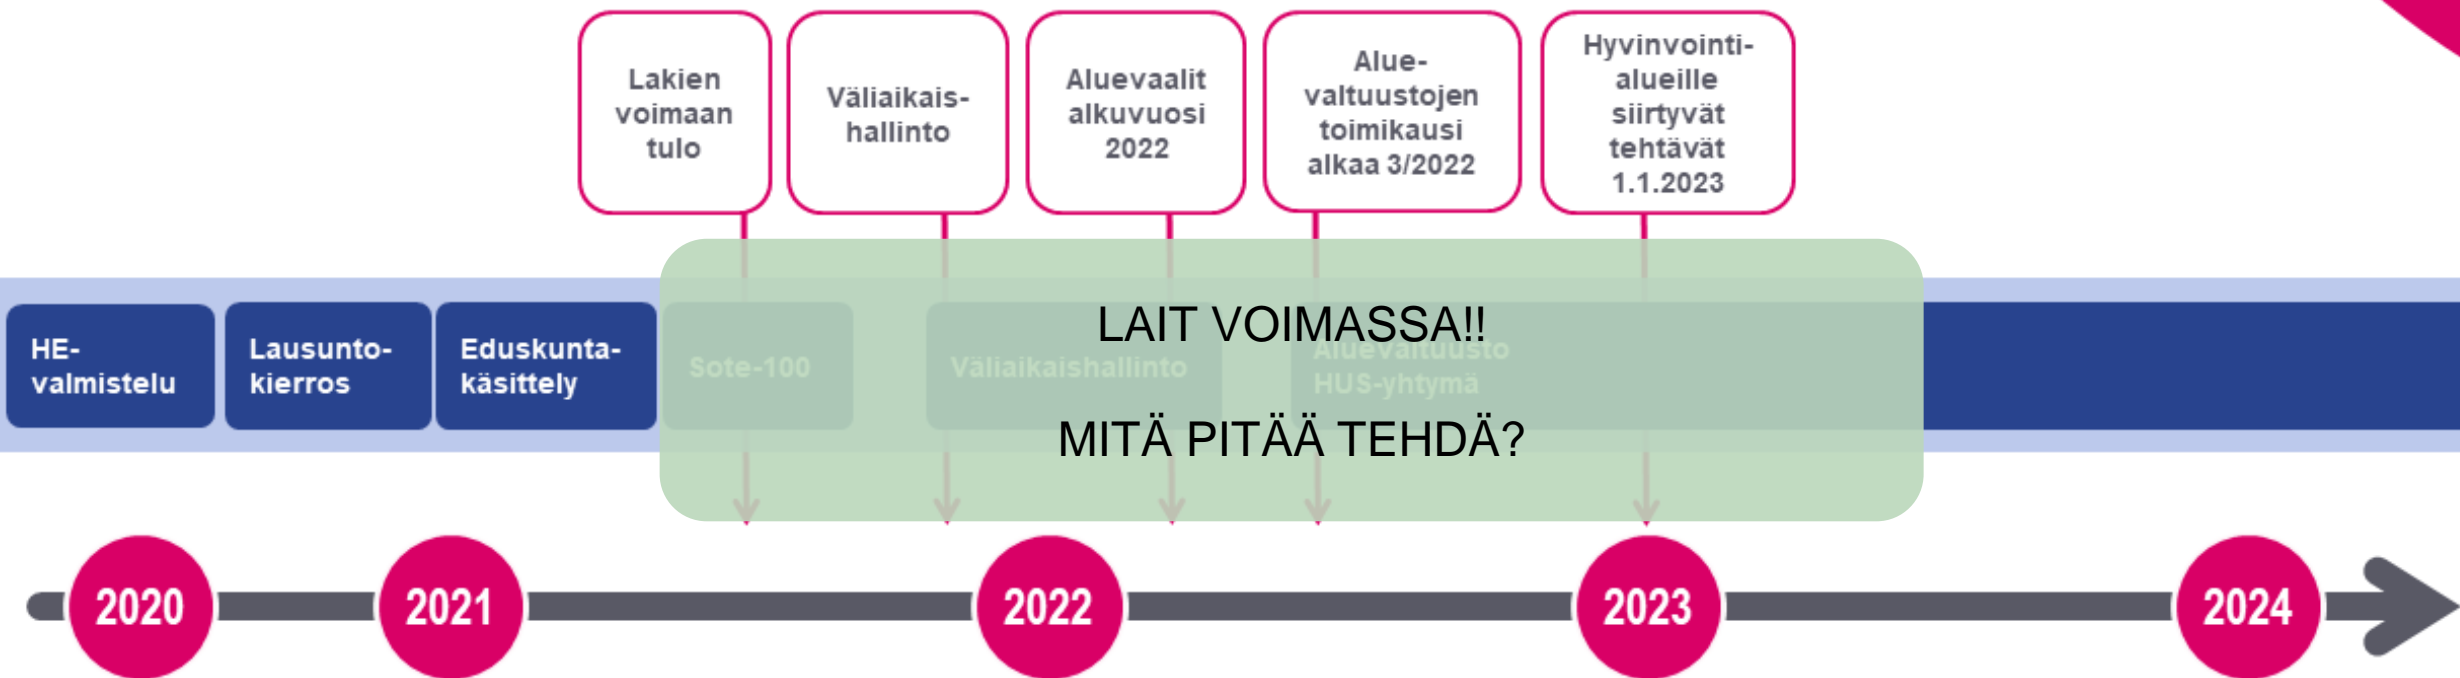 Lakien
voimaan
tulo
Väliaikais-
hallinto
Aluevaalit
alkuvuosi
2022
Alue-
valtuustojen
toimikausi
alkaa 3/2022
Hyvinvointi-
alueille
siirtyvät
tehtävät
1.1.2023
HE-
valmistelu
Lausunto-
kierros
Eduskunta-
käsittely
Sote-100
Väliaikaishallinto
Aluevaltuusto
HUS-yhtymä
LAIT VOIMASSA!!
MITÄ PITÄÄ TEHDÄ?
2020
2021
2022
2023
2024